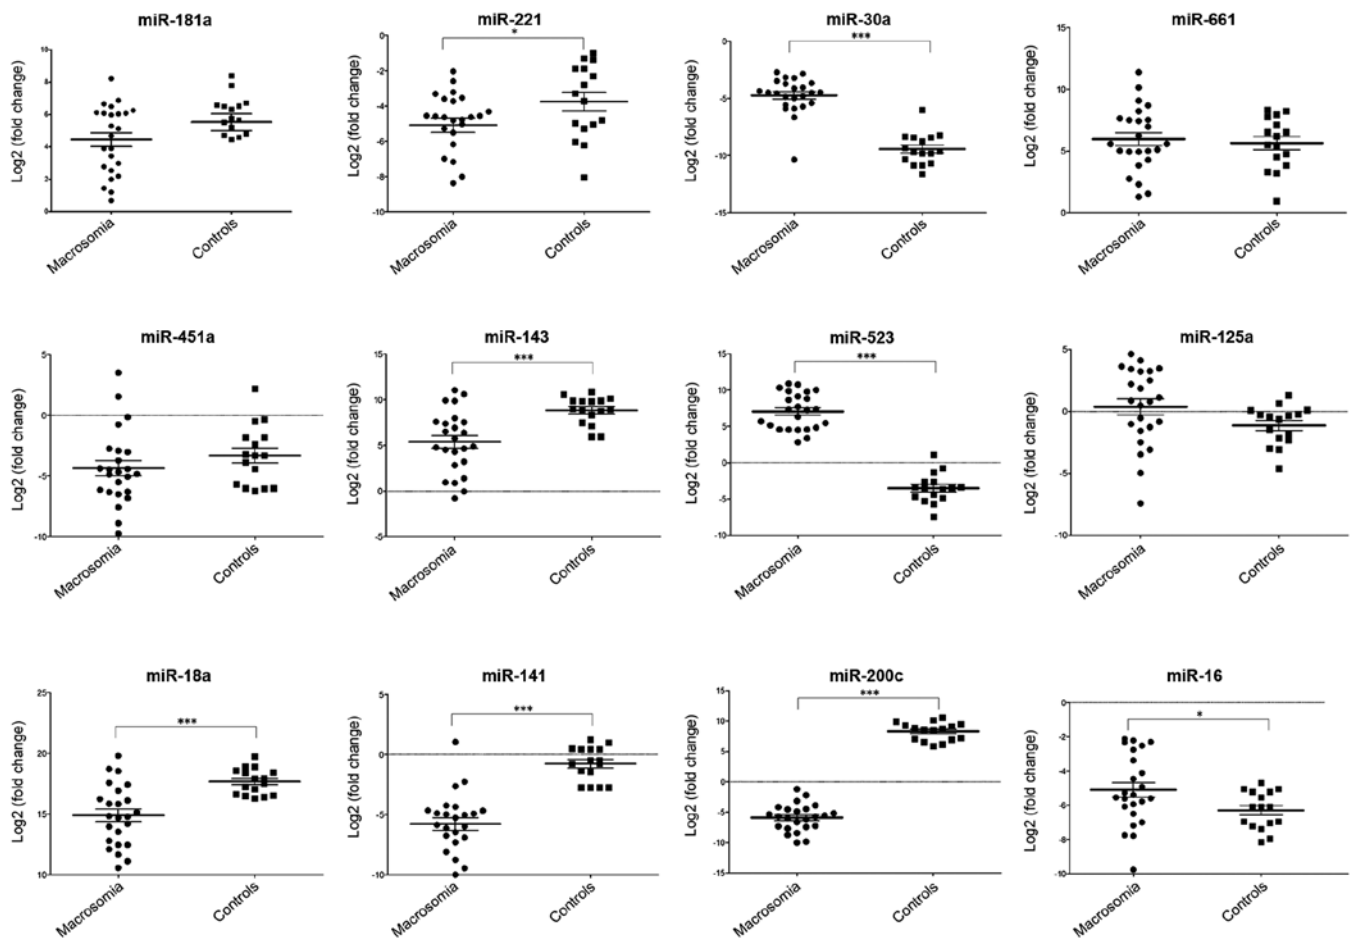 miR-181a
Log2 (fold change)
10
8
6
4
2
0
Macrosomia
Controls
miR-221
*
Log2 (fold change)
0
-2
-4
-6
-8
-10
Macrosomia
Controls
miR-30a
***
Log2 (fold change)
0
-5
-10
-15
Macrosomia
Controls
miR-661
Log2 (fold change)
15
10
5
0
Macrosomia
Controls
miR-451a
Log2 (fold change)
5
0
-5
-10
Macrosomia
Controls
miR-143
***
Log2 (fold change)
15
10
5
0
-5
Macrosomia
Controls
miR-523
***
Log2 (fold change)
15
10
5
0
-5
-10
Macrosomia
Controls
miR-125a
Log2 (fold change)
5
0
-5
-10
Macrosomia
Controls
miR-18a
***
Log2 (fold change)
25
20
15
10
Macrosomia
Controls
miR-141
***
Log2 (fold change)
5
0
-5
-10
Macrosomia
Controls
miR-200c
***
Log2 (fold change)
15
10
5
0
-5
-10
-15
Macrosomia
Controls
miR-16
*
Log2 (fold change)
0
-2
-4
-6
-8
-10
Macrosomia
Controls